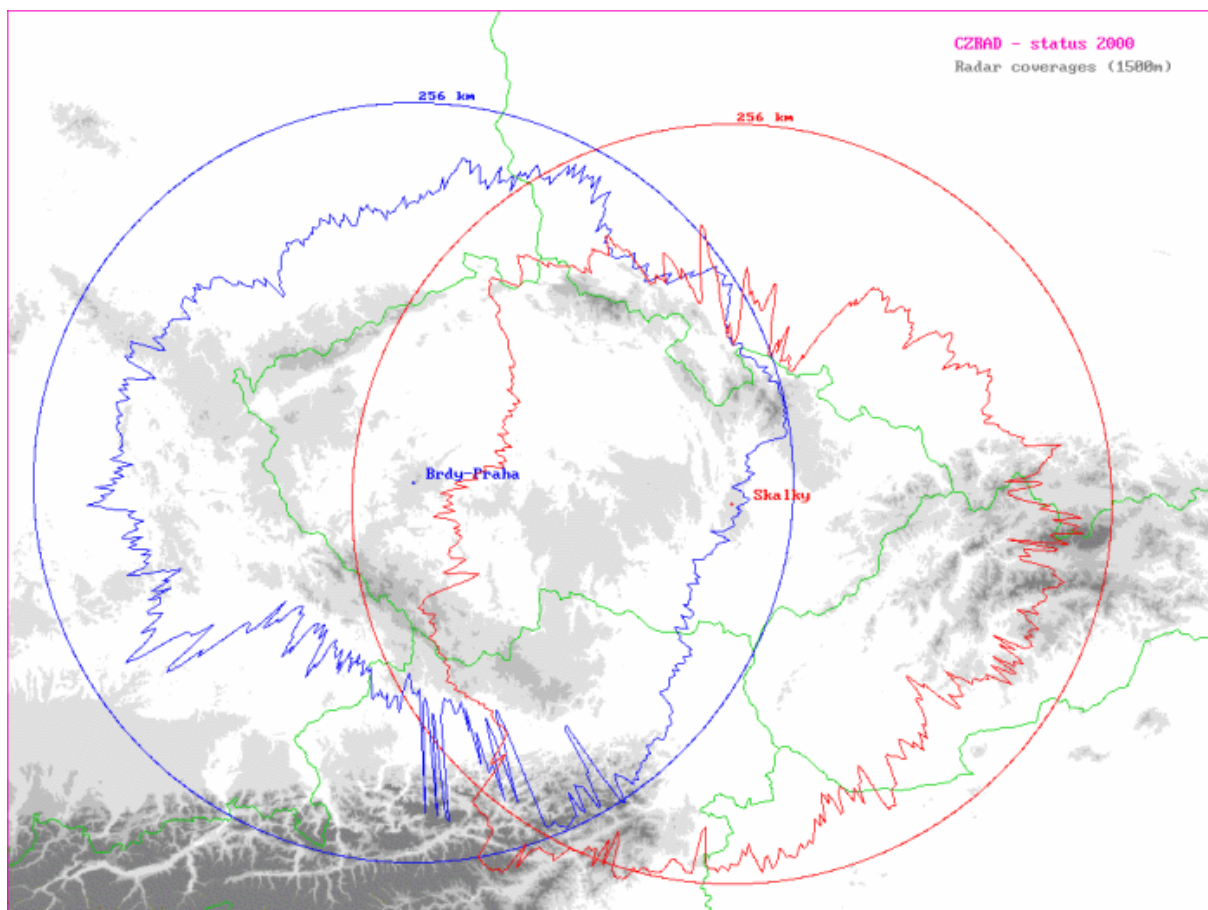 CZRAD - status 2000
Radar coverages (1500m)
256 km
256 km
Brdy-Praha
Skalky